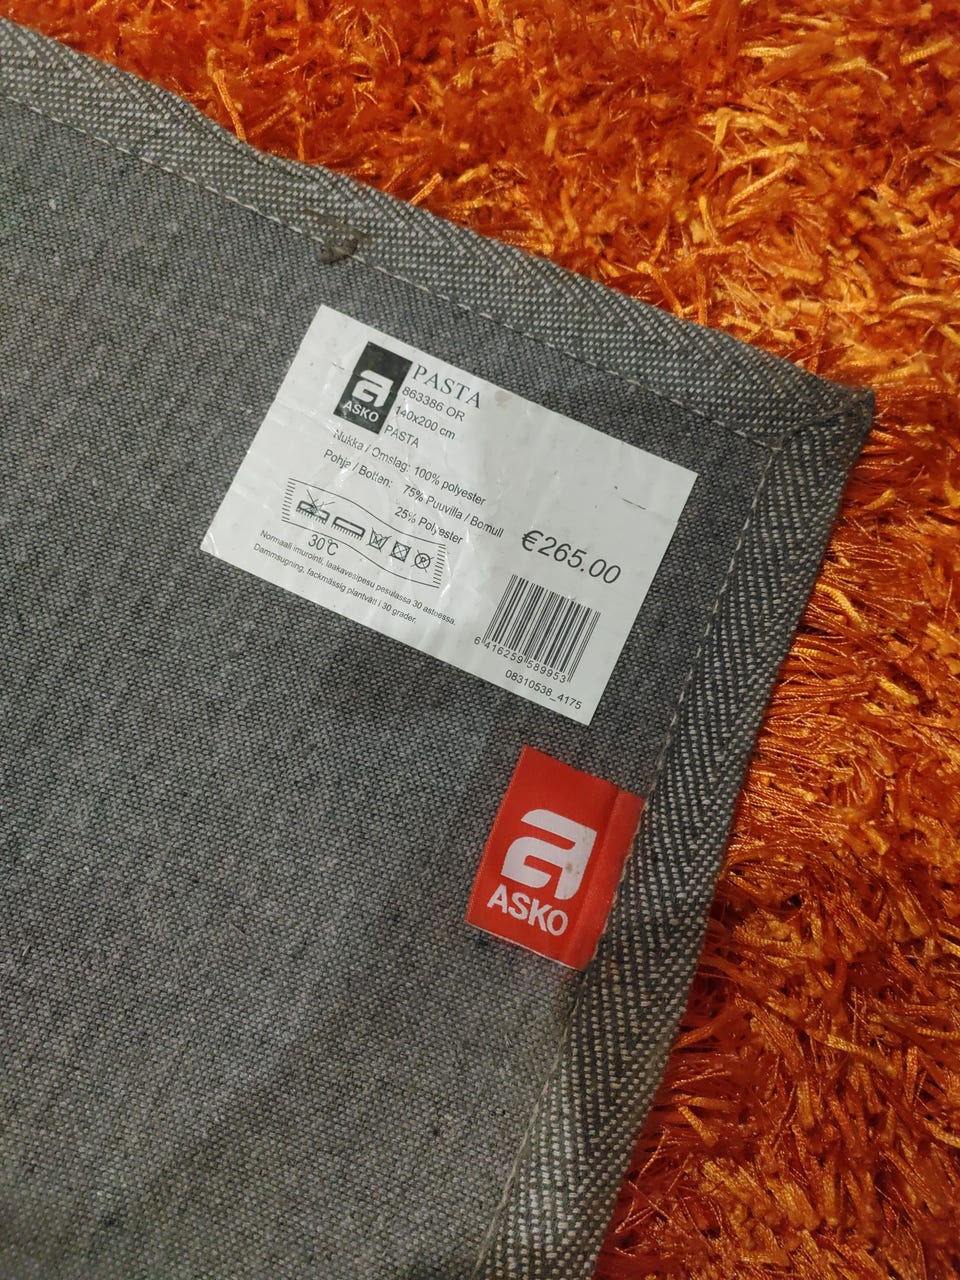 a
ASKO
PASTA
863386 OR
140x200 cm
PASTA
Nukka / Omslag: 100% polyester
Pohja / Botten: 75% Puuvilla / Bomull
25% Polyester
€265.00
30°C
P
Normaali imurointi, laakavesipesu pesulassa 30 asteessa.
Dammsugning, fackmässig plantvätt i 30 grader.
6 416259 589953
08310538_4175
a
ASKO